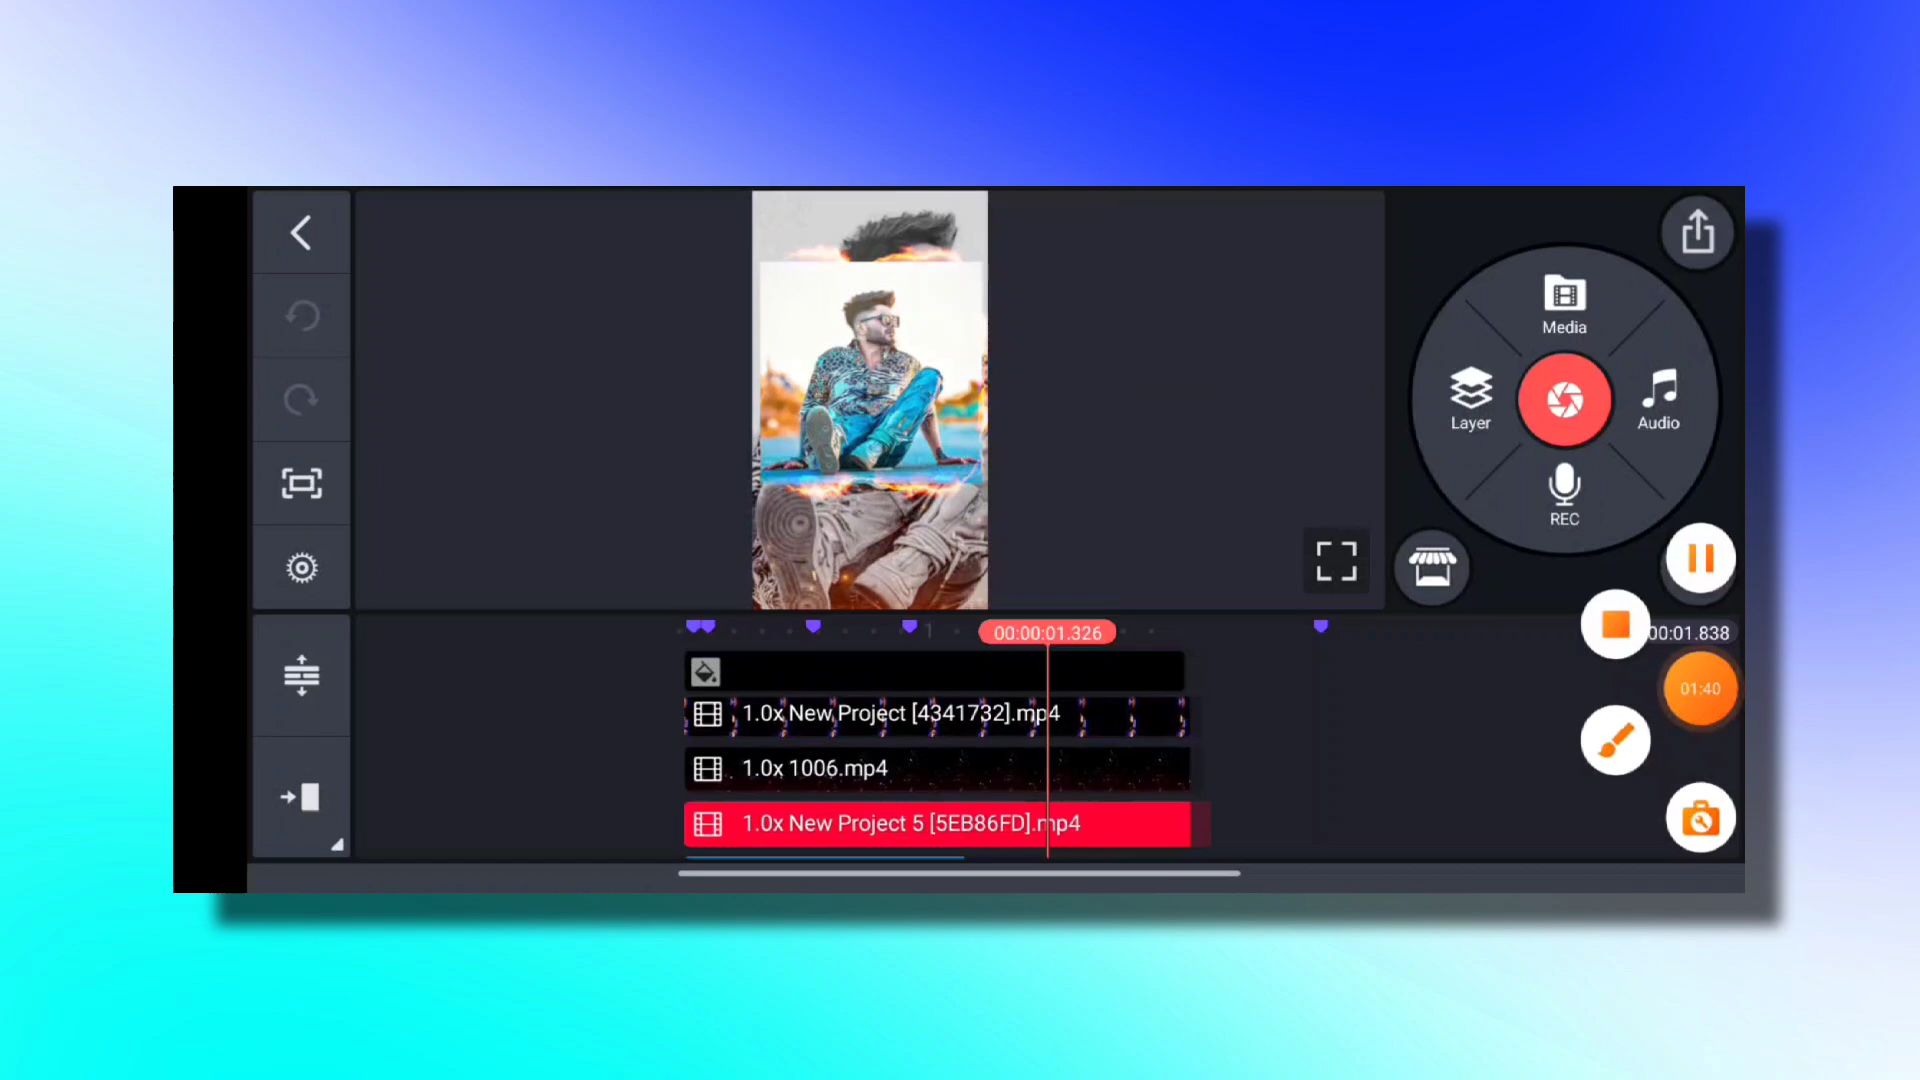 Media
Layer
Audio
REC
1
00:00:01.326
00:01.838
01:40
1.0x New Project [4341732].mp4
1.0x 1006.mp4
1.0x New Project 5 [5EB86FD].mp4